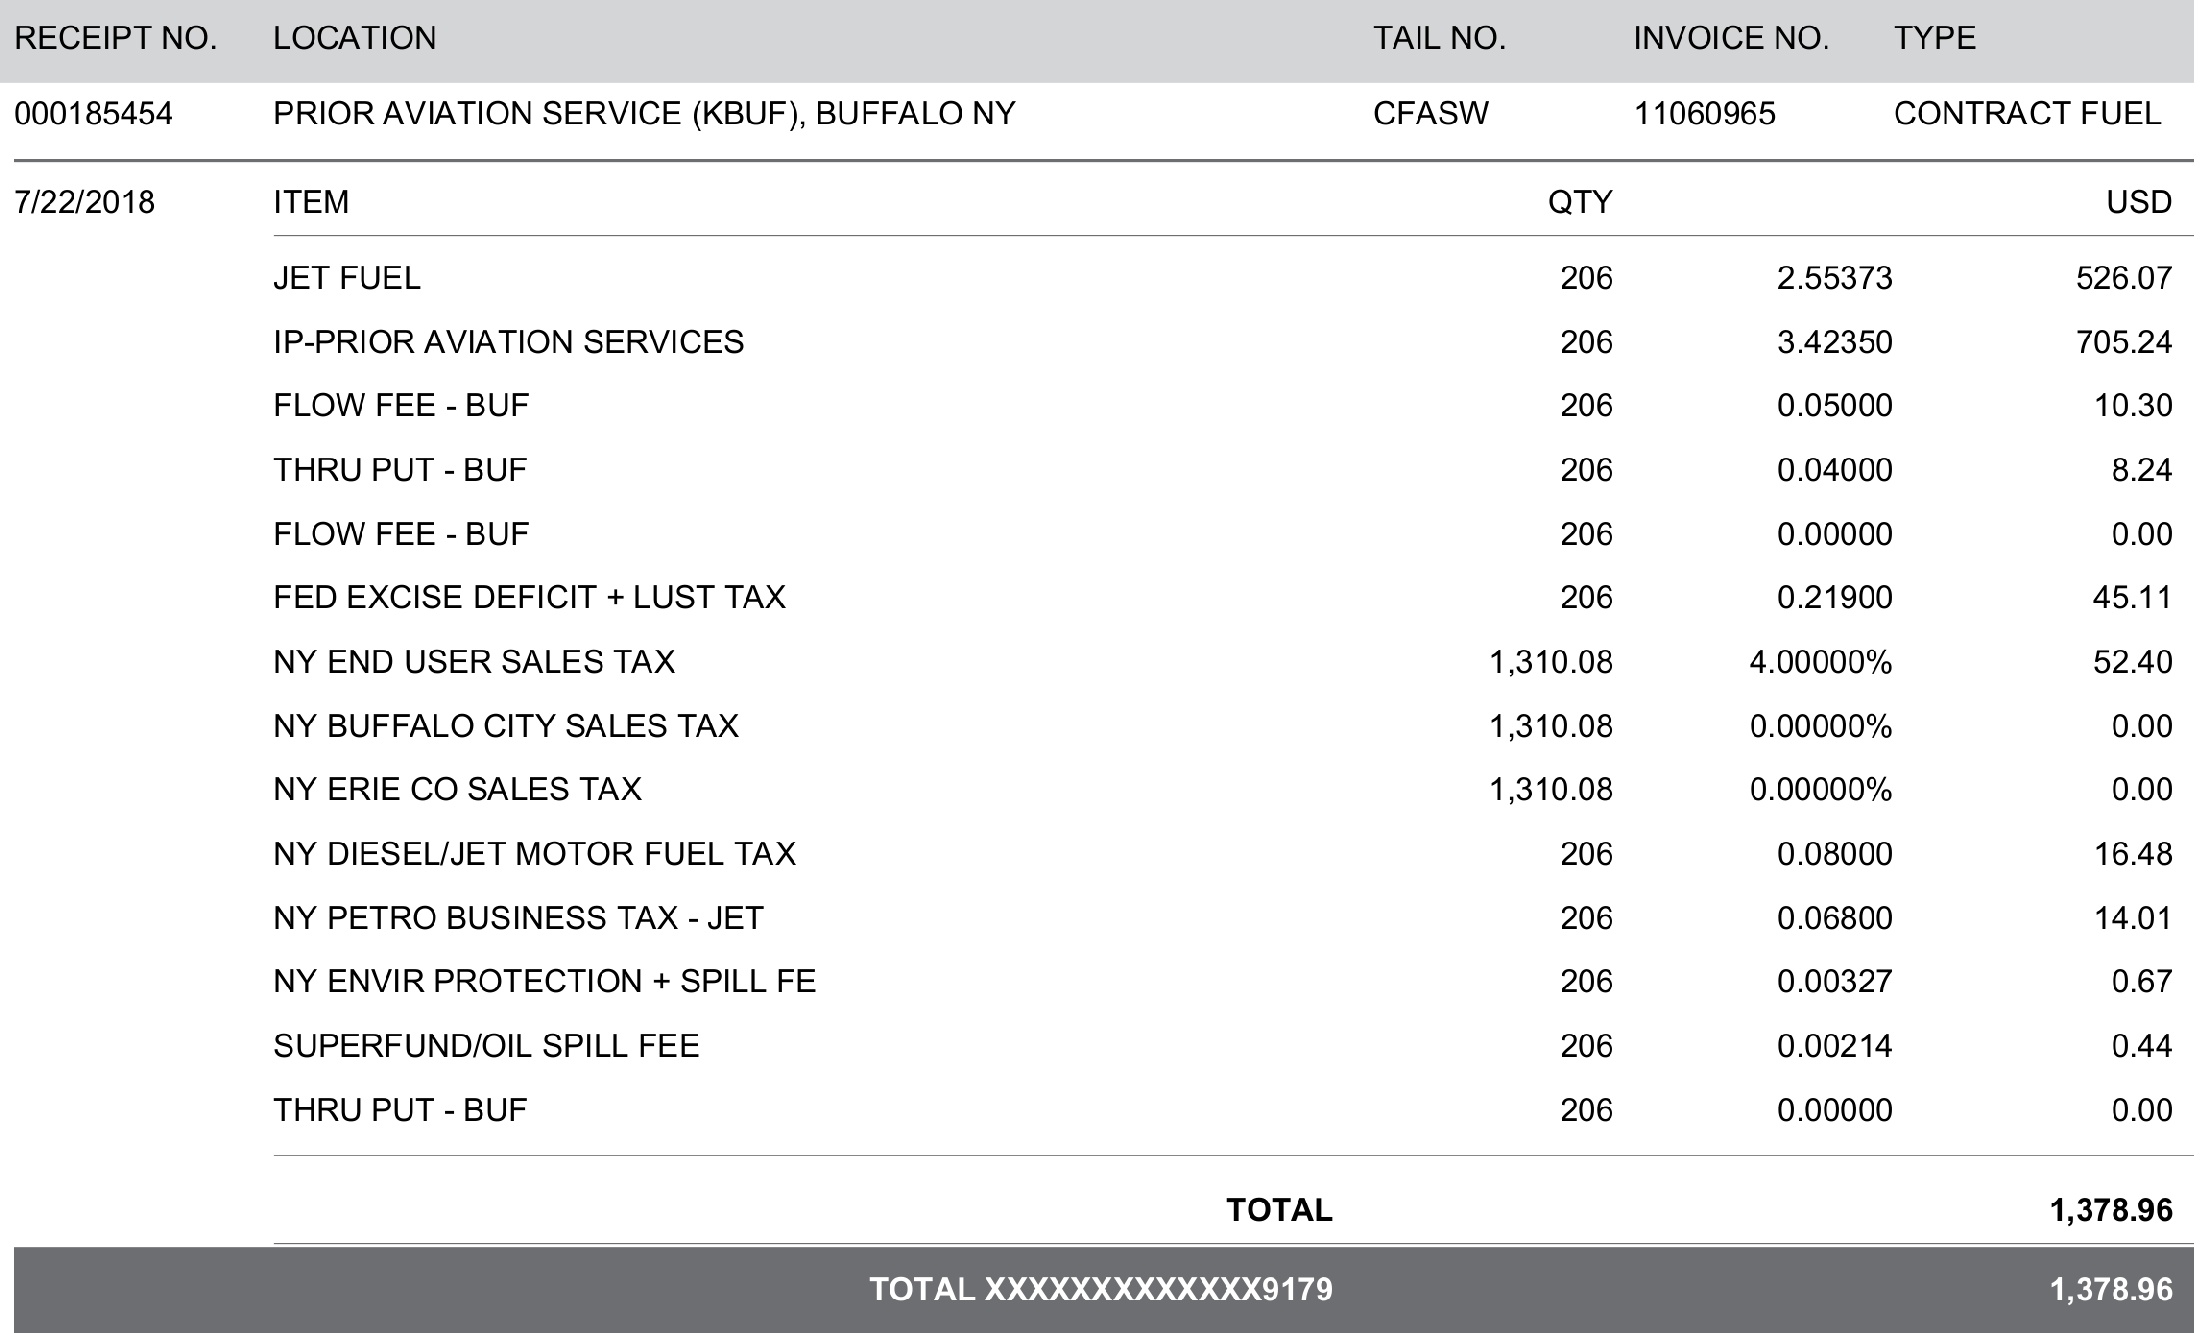 RECEIPT NO. LOCATION TAIL NO. INVOICE NO. TYPE
000185454 PRIOR AVIATION SERVICE (KBUF), BUFFALO NY CFASW 11060965 CONTRACT FUEL
7/22/2018 ITEM QTY USD
JET FUEL 206 2.55373 526.07
IP-PRIOR AVIATION SERVICES 206 3.42350 705.24
FLOW FEE - BUF 206 0.05000 10.30
THRU PUT - BUF 206 0.04000 8.24
FLOW FEE - BUF 206 0.00000 0.00
FED EXCISE DEFICIT + LUST TAX 206 0.21900 45.11
NY END USER SALES TAX 1,310.08 4.00000% 52.40
NY BUFFALO CITY SALES TAX 1,310.08 0.00000% 0.00
NY ERIE CO SALES TAX 1,310.08 0.00000% 0.00
NY DIESEL/JET MOTOR FUEL TAX 206 0.08000 16.48
NY PETRO BUSINESS TAX - JET 206 0.06800 14.01
NY ENVIR PROTECTION + SPILL FE 206 0.00327 0.67
SUPERFUND/OIL SPILL FEE 206 0.00214 0.44
THRU PUT - BUF 206 0.00000 0.00
TOTAL 1,378.96
TOTAL XXXXXXXXXXXXX9179 1,378.96